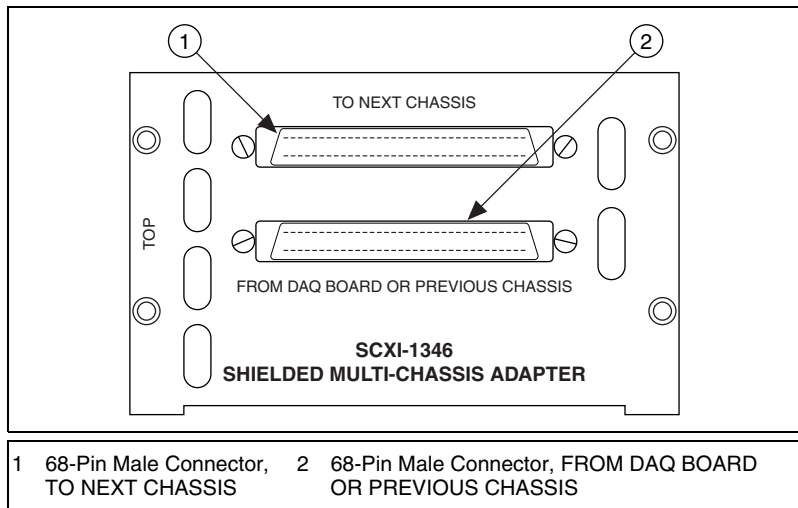 1
2
TO NEXT CHASSIS
TOP
FROM DAQ BOARD OR PREVIOUS CHASSIS
SCXI-1346
SHIELDED MULTI-CHASSIS ADAPTER
1 68-Pin Male Connector,
TO NEXT CHASSIS
2 68-Pin Male Connector, FROM DAQ BOARD
OR PREVIOUS CHASSIS